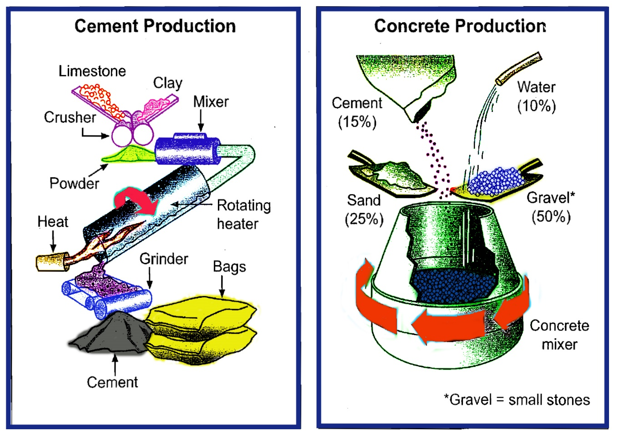 Cement Production
Limestone
Clay
Crusher
Mixer
Powder
Rotating
heater
Heat
Grinder
Bags
Cement
Concrete Production
Cement
(15%)
Water
(10%)
Sand
(25%)
Gravel*
(50%)
Concrete
mixer
*Gravel = small stones